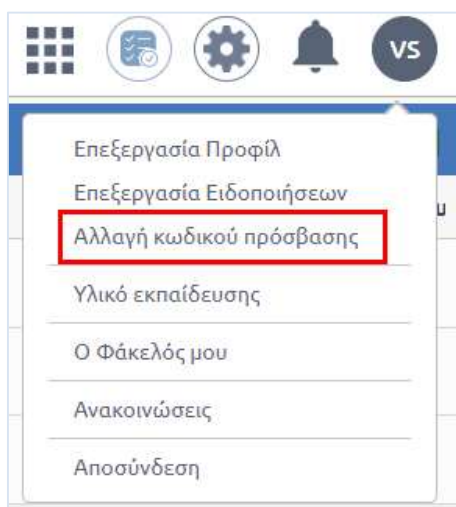 VS
Επεξεργασία Προφίλ
Επεξεργασία Ειδοποιήσεων
υ
Αλλαγή κωδικού πρόσβασης
Υλικό εκπαίδευσης
Ο Φάκελός μου
Ανακοινώσεις
Αποσύνδεση